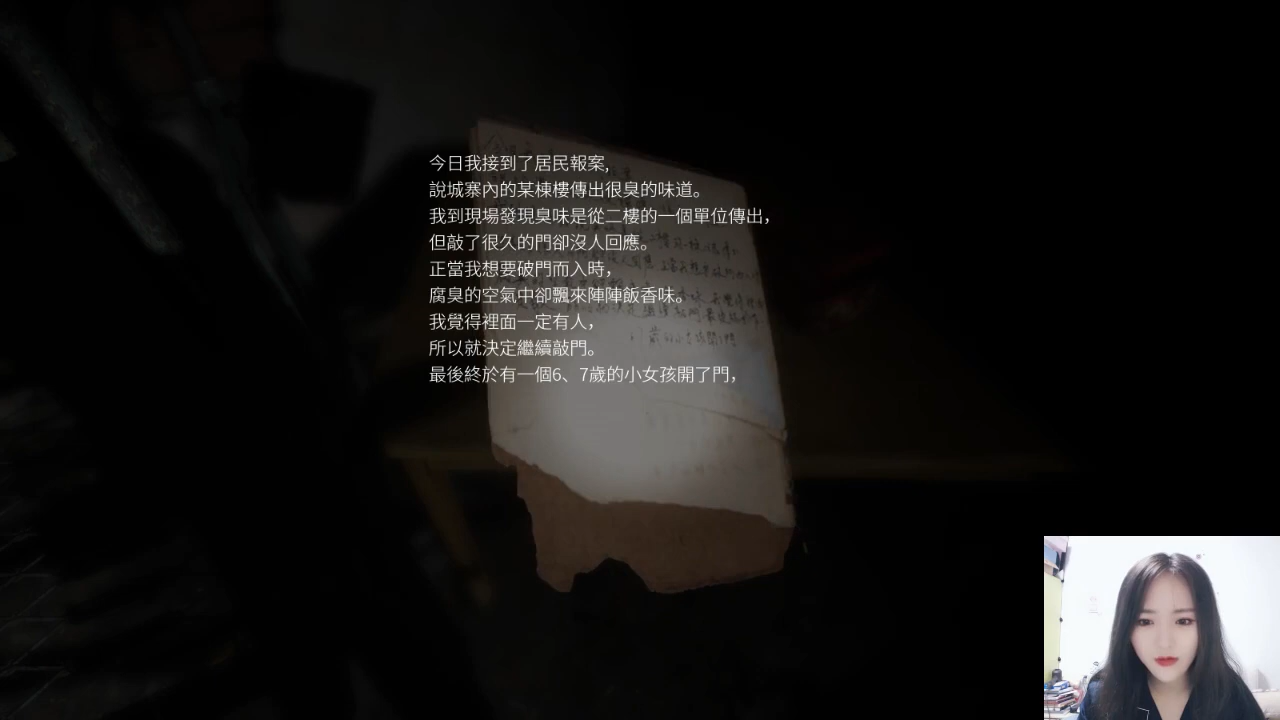 今日我接到了居民報案,
說城寨內的某棟樓傳出很臭的味道。
我到現場發現臭味是從二樓的一個單位傳出，
但敲了很久的門卻沒人回應。
正當我想要破門而入時，
腐臭的空氣中卻飄來陣陣飯香味。
我覺得裡面一定有人，
所以就決定繼續敲門。
最後終於有一個6、7歲的小女孩開了門，